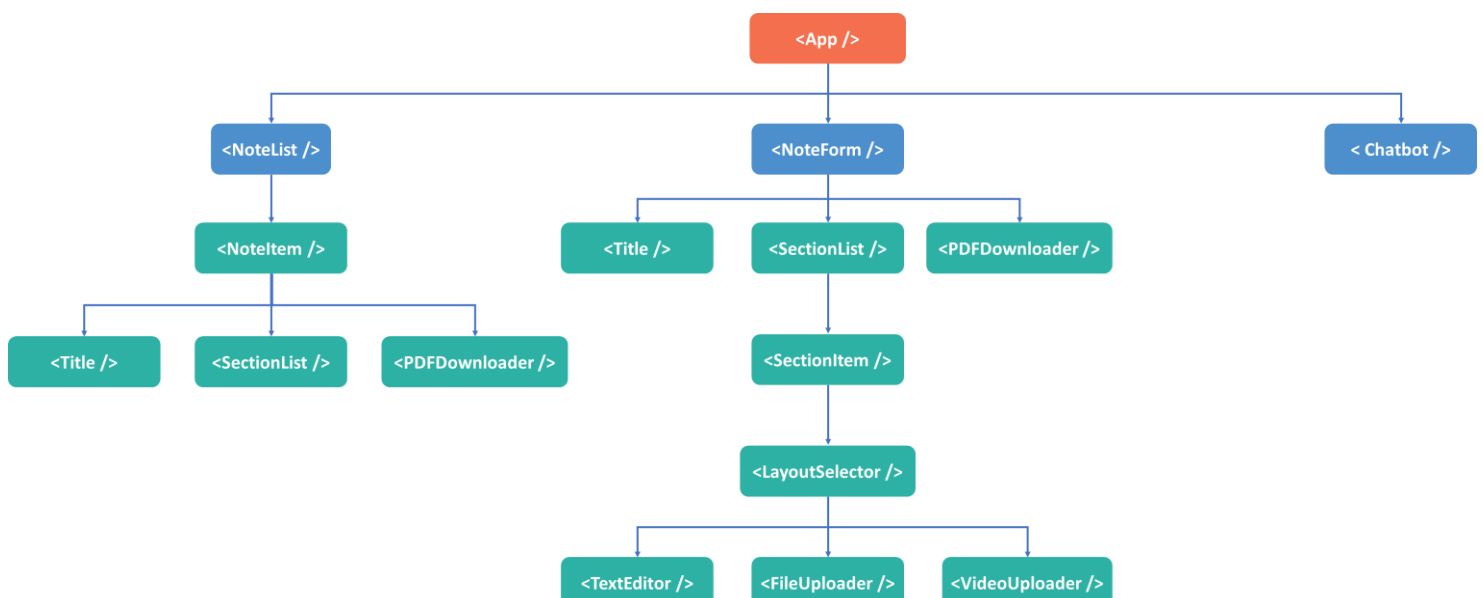 <App />
<NoteList />
<NoteForm />
< Chatbot />
<NoteItem />
<Title />
<SectionList />
<PDFDownloader />
<Title />
<SectionList />
<PDFDownloader />
<SectionItem />
<LayoutSelector />
<TextEditor />
<FileUploader />
<VideoUploader />